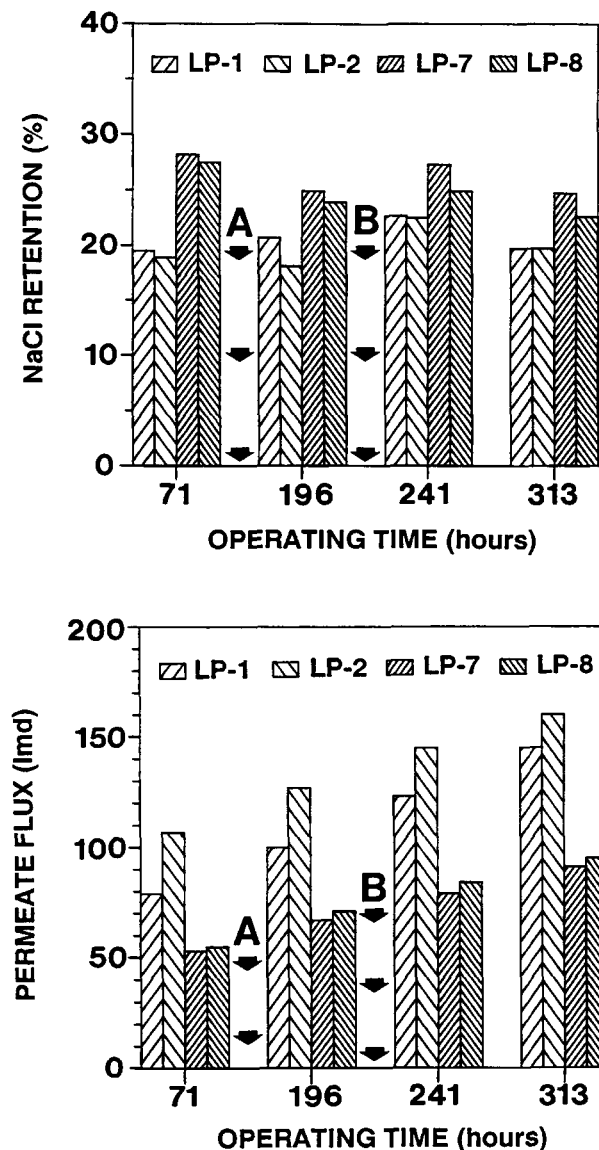 40
LP-1 LP-2 LP-7 LP-8
30
NaCl RETENTION (%)
A B
20
10
0
71 196 241 313
OPERATING TIME (hours)
200
LP-1 LP-2 LP-7 LP-8
150
PERMEATE FLUX (lmd)
100
B
A
50
0
71 196 241 313
OPERATING TIME (hours)